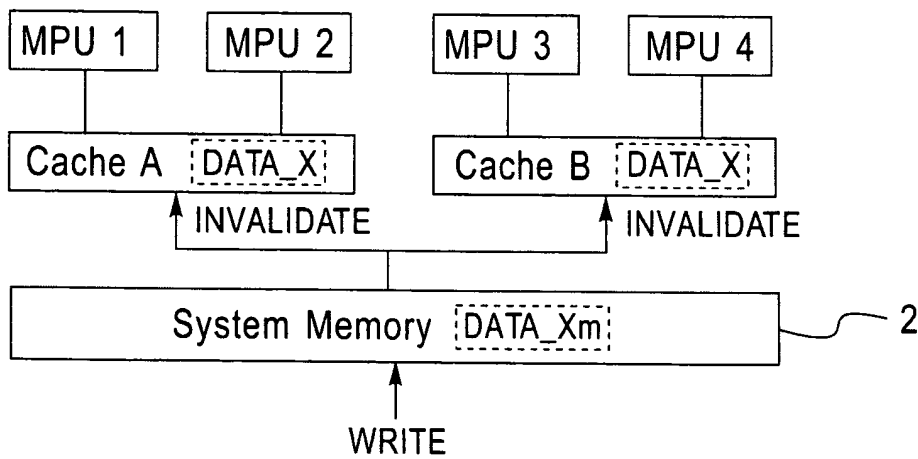 MPU 1
MPU 2
MPU 3
MPU 4
Cache A
DATA_X
Cache B
DATA_X
INVALIDATE
INVALIDATE
System Memory
DATA_Xm
2
WRITE